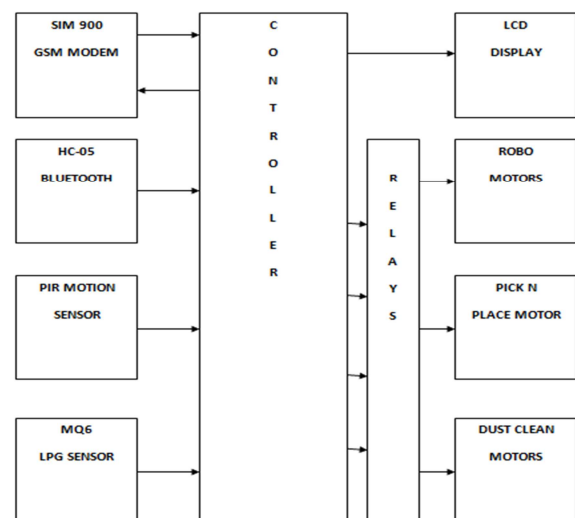 SIM 900
GSM MODEM
HC-05
BLUETOOTH
PIR MOTION
SENSOR
MQ6
LPG SENSOR
C
O
N
T
R
O
L
L
E
R
R
E
L
A
Y
S
LCD
DISPLAY
ROBO
MOTORS
PICK N
PLACE MOTOR
DUST CLEAN
MOTORS